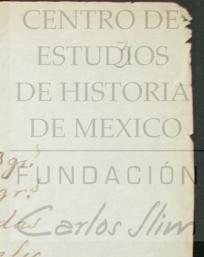 CENTRO DE
ESTUDIOS
DE HISTORIA
DE MEXICO
FUNDACIÓN
Carlos Slim